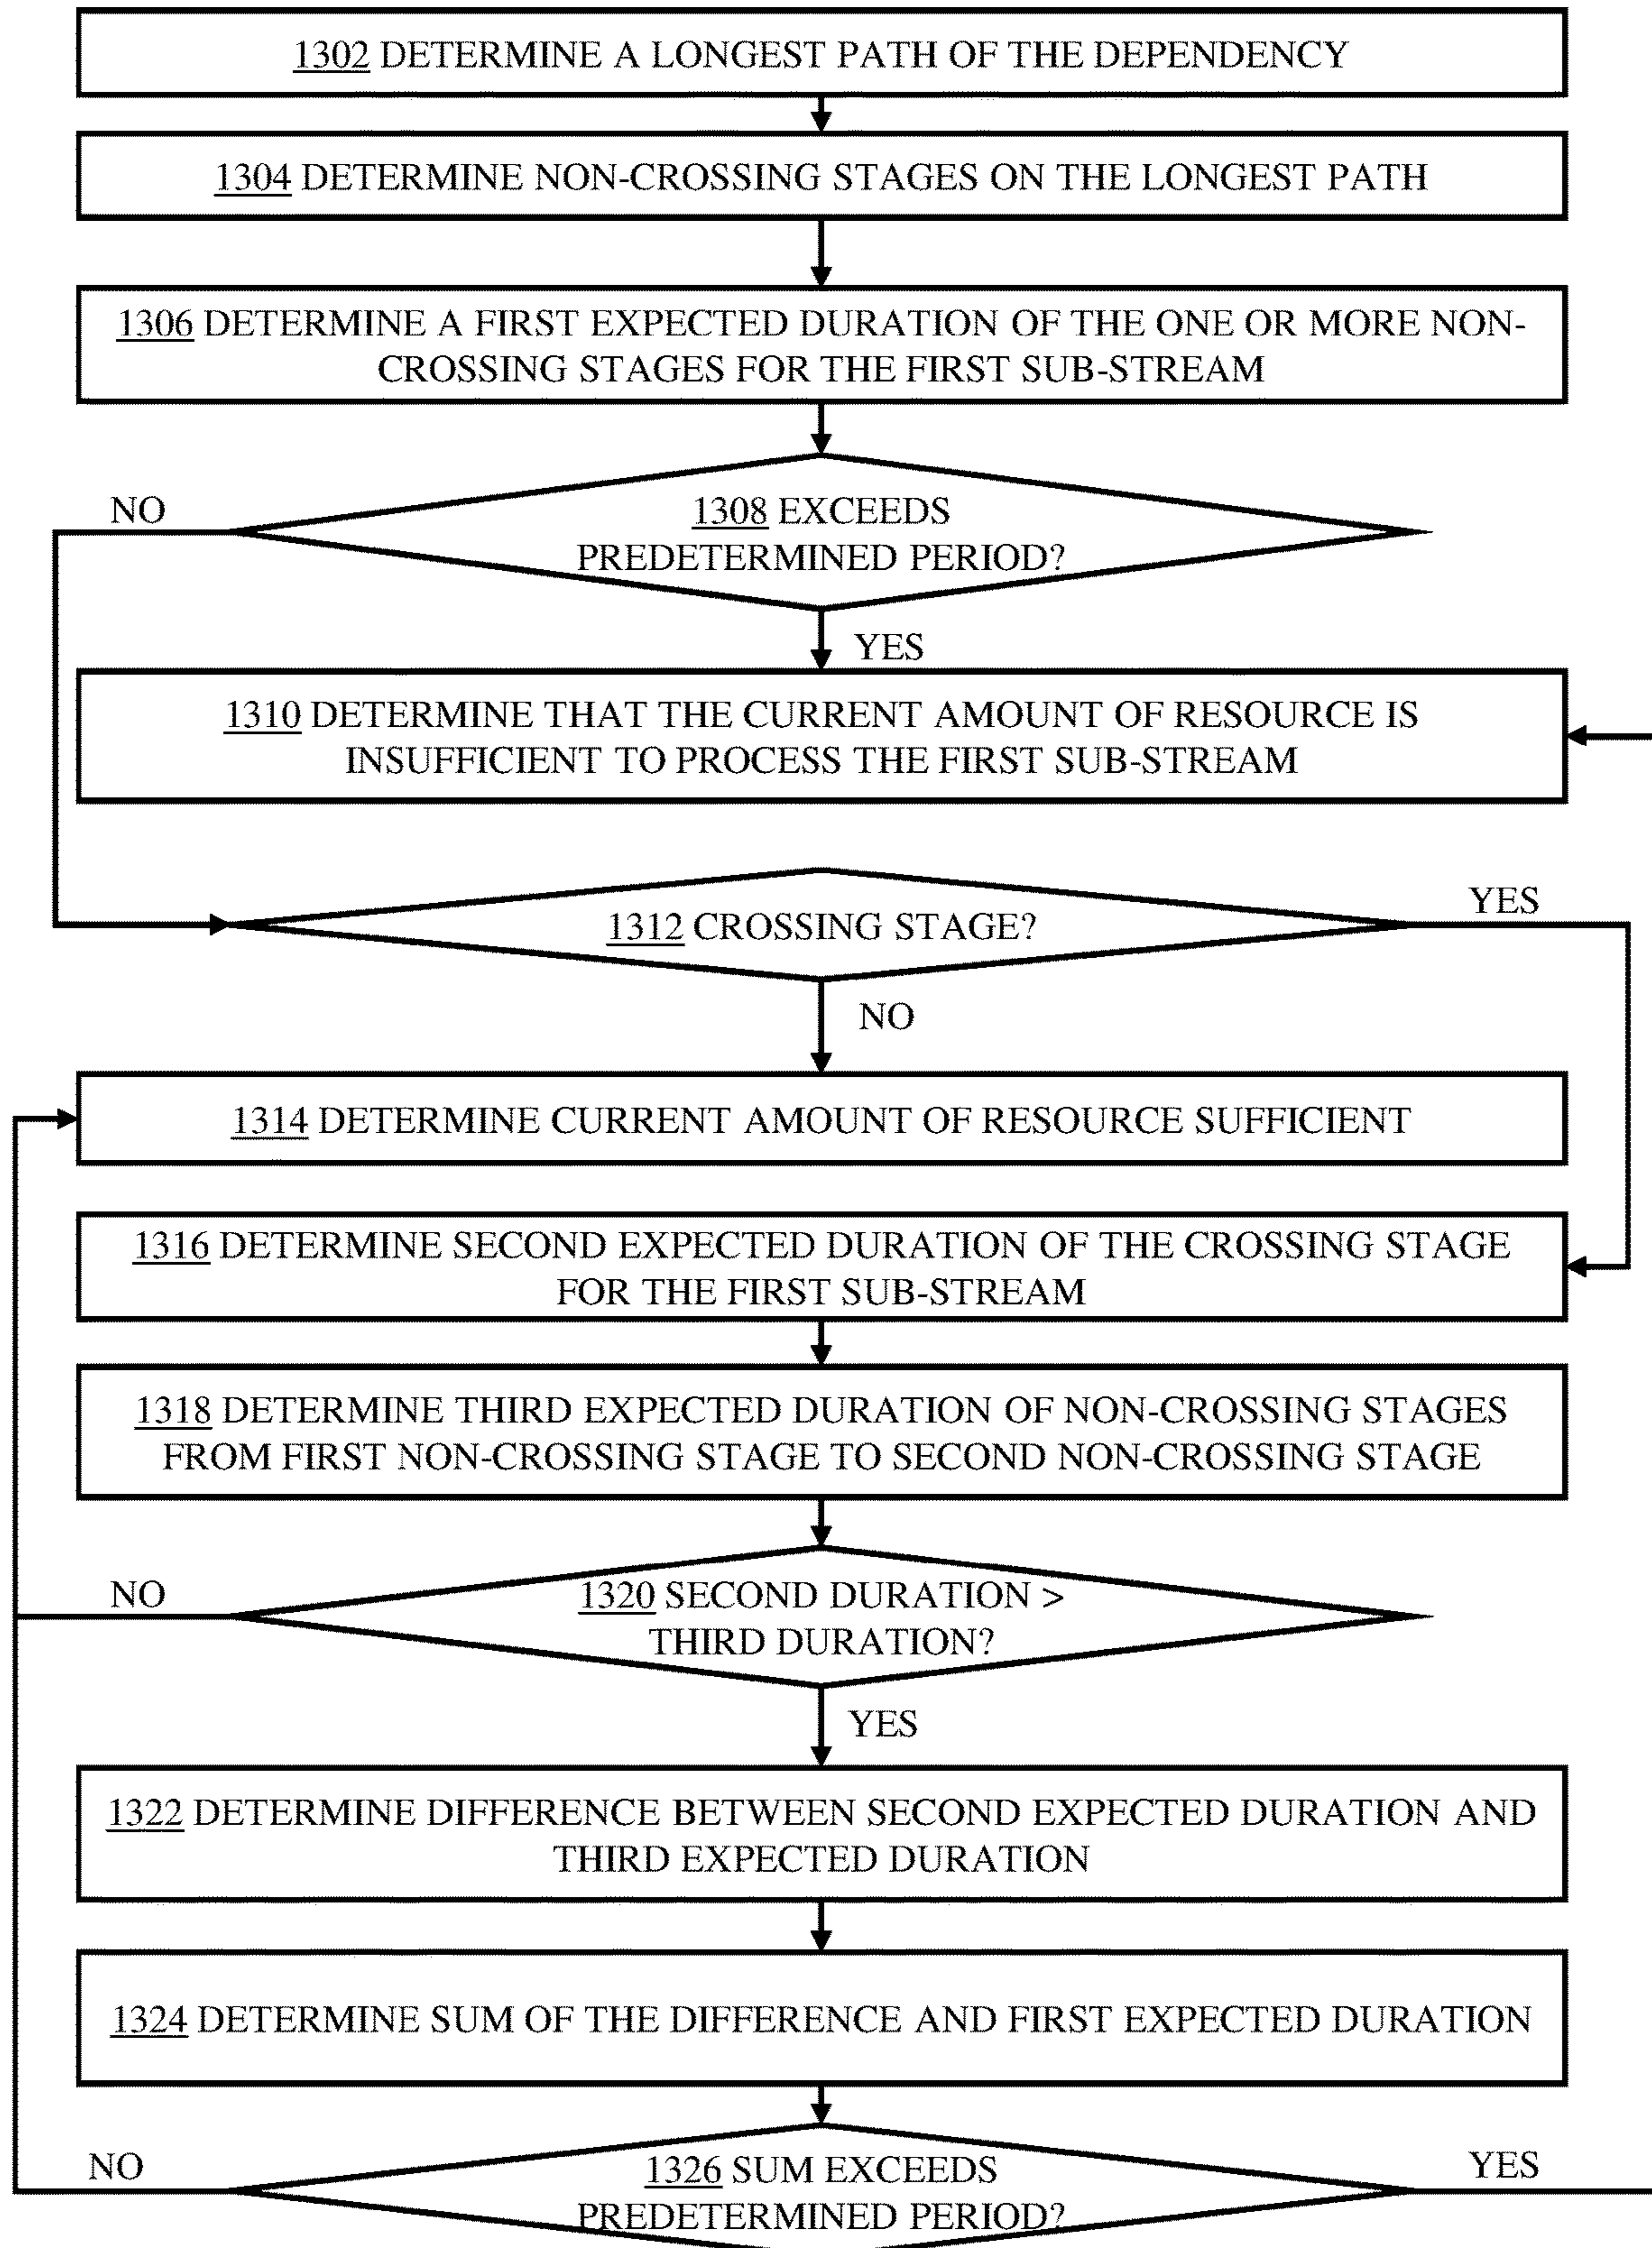 1302 DETERMINE A LONGEST PATH OF THE DEPENDENCY
1304 DETERMINE NON-CROSSING STAGES ON THE LONGEST PATH
1306 DETERMINE A FIRST EXPECTED DURATION OF THE ONE OR MORE NON-
CROSSING STAGES FOR THE FIRST SUB-STREAM
NO
1308 EXCEEDS
PREDETERMINED PERIOD?
YES
1310 DETERMINE THAT THE CURRENT AMOUNT OF RESOURCE IS
INSUFFICIENT TO PROCESS THE FIRST SUB-STREAM
YES
1312 CROSSING STAGE?
NO
1314 DETERMINE CURRENT AMOUNT OF RESOURCE SUFFICIENT
1316 DETERMINE SECOND EXPECTED DURATION OF THE CROSSING STAGE
FOR THE FIRST SUB-STREAM
1318 DETERMINE THIRD EXPECTED DURATION OF NON-CROSSING STAGES
FROM FIRST NON-CROSSING STAGE TO SECOND NON-CROSSING STAGE
NO
1320 SECOND DURATION >
THIRD DURATION?
YES
1322 DETERMINE DIFFERENCE BETWEEN SECOND EXPECTED DURATION AND
THIRD EXPECTED DURATION
1324 DETERMINE SUM OF THE DIFFERENCE AND FIRST EXPECTED DURATION
NO
1326 SUM EXCEEDS
PREDETERMINED PERIOD?
YES